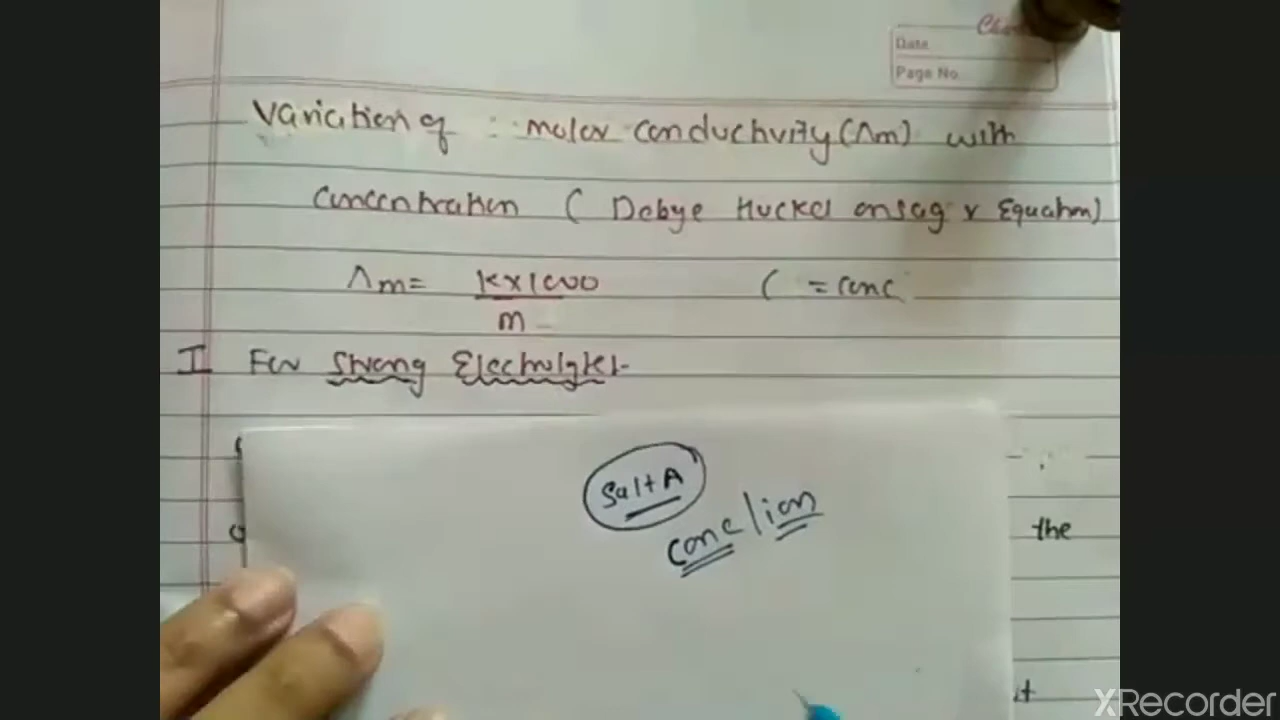 Date
Page No.
Variation of : molar conductivity (Λm) with
concentration ( Debye Huckel onsag r Equation)
Λm = K×1000 C = conc
m
I For Strong Electrolytes-
Salt A
conc/ion
the
XRecorder